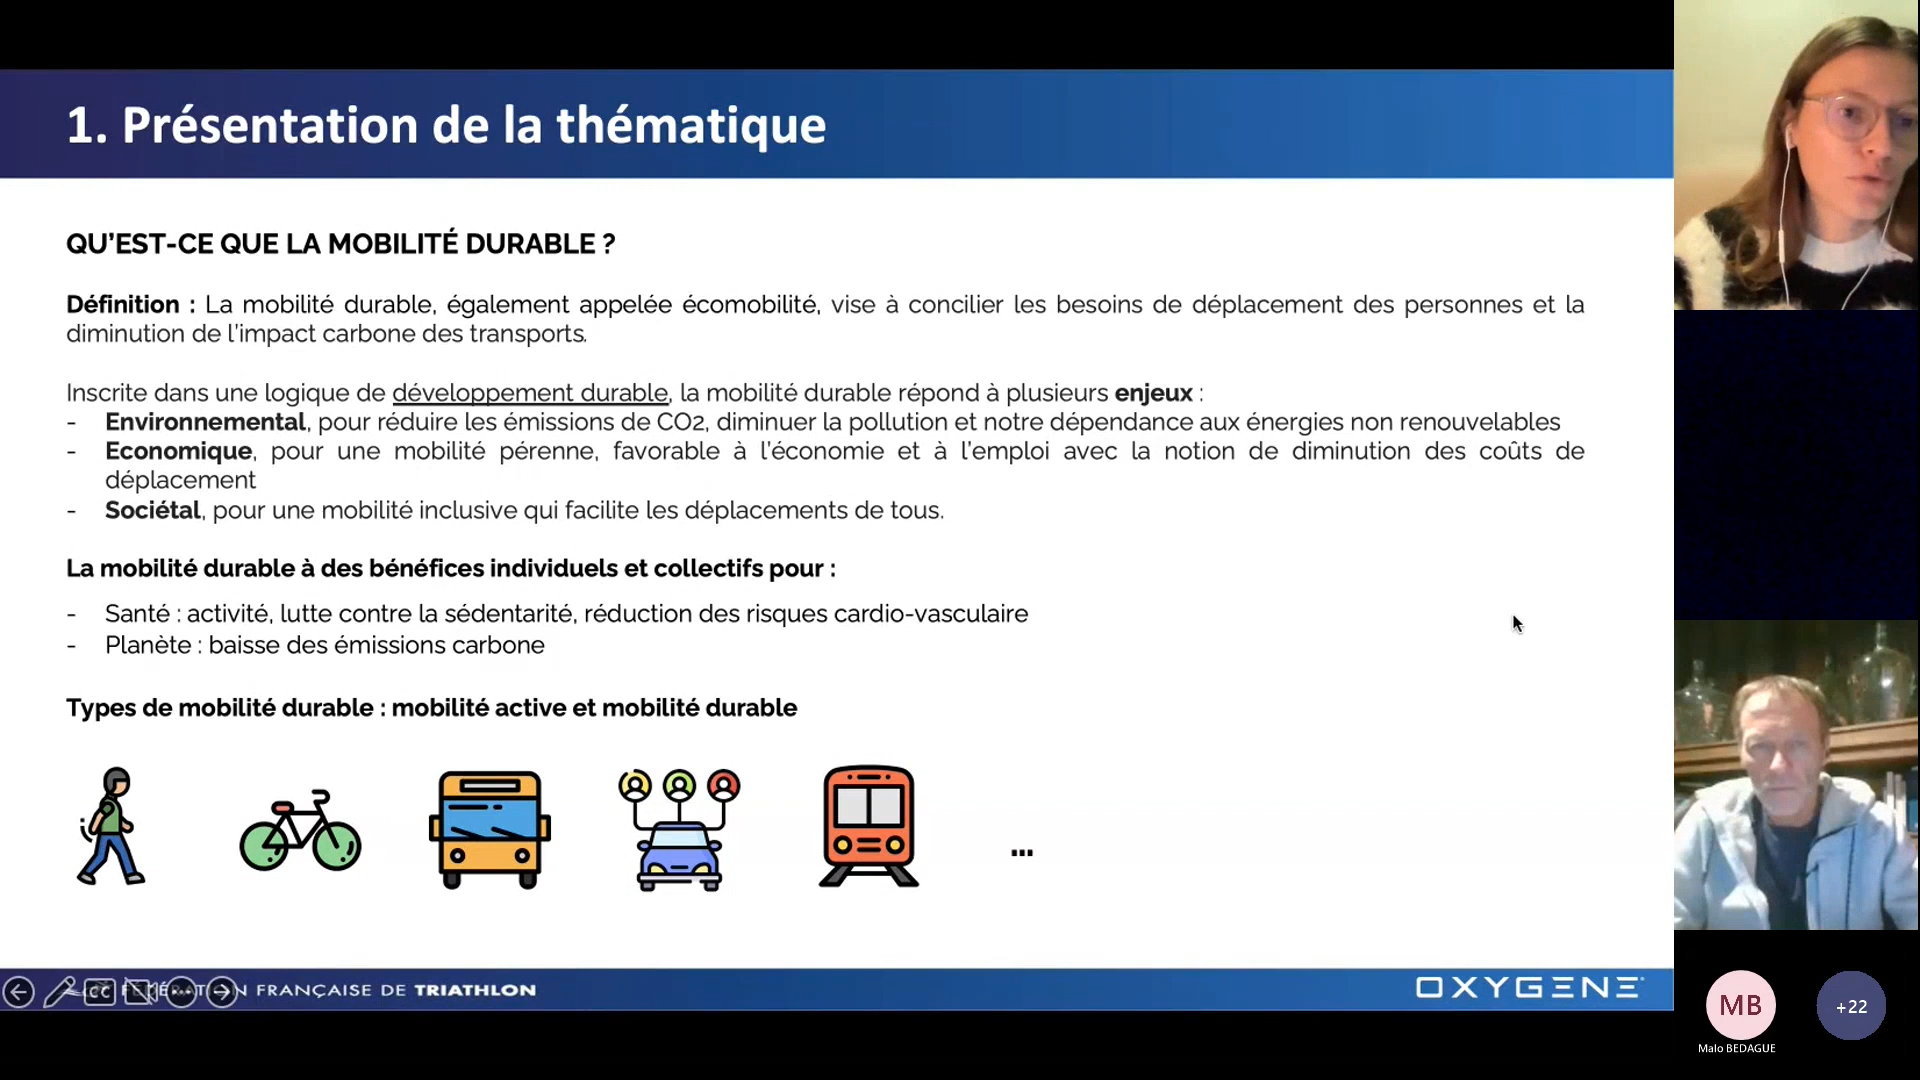 1. Présentation de la thématique
QU’EST-CE QUE LA MOBILITÉ DURABLE ?
Définition : La mobilité durable, également appelée écomobilité, vise à concilier les besoins de déplacement des personnes et la
diminution de l’impact carbone des transports.
Inscrite dans une logique de développement durable, la mobilité durable répond à plusieurs enjeux :
- Environnemental, pour réduire les émissions de CO2, diminuer la pollution et notre dépendance aux énergies non renouvelables
- Economique, pour une mobilité pérenne, favorable à l’économie et à l’emploi avec la notion de diminution des coûts de
déplacement
- Sociétal, pour une mobilité inclusive qui facilite les déplacements de tous.
La mobilité durable à des bénéfices individuels et collectifs pour :
- Santé : activité, lutte contre la sédentarité, réduction des risques cardio-vasculaire
- Planète : baisse des émissions carbone
Types de mobilité durable : mobilité active et mobilité durable
...
CC
FRANÇAISE DE TRIATHLON
OXYGENE
MB
+22
Malo BEDAGUE